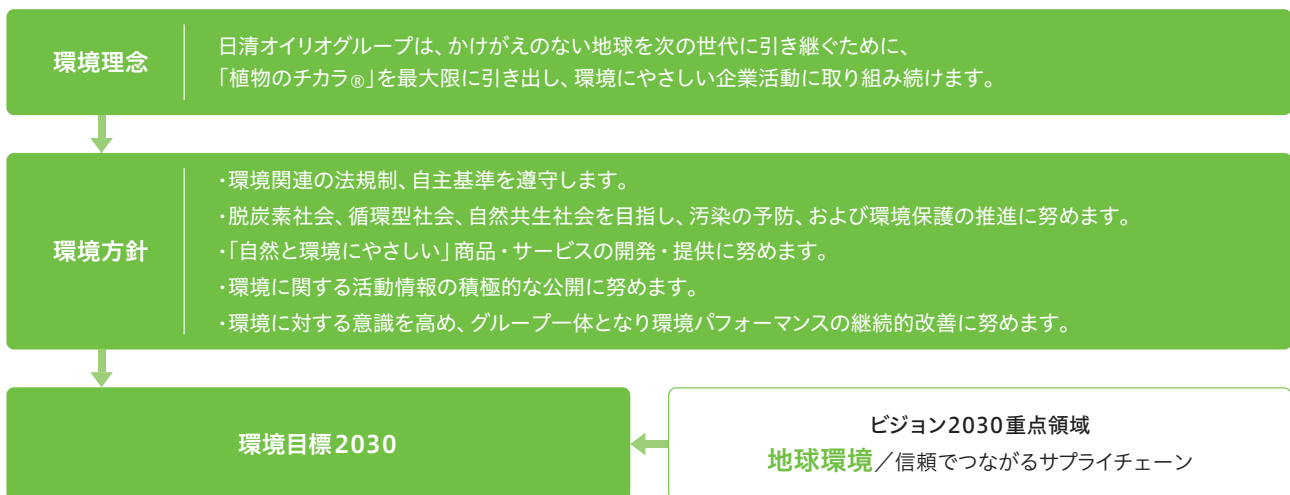 環境理念
日清オイリオグループは、かけがえのない地球を次の世代に引き継ぐために、
「植物のチカラ®」を最大限に引き出し、環境にやさしい企業活動に取り組み続けます。
環境方針
・環境関連の法規制、自主基準を遵守します。
・脱炭素社会、循環型社会、自然共生社会を目指し、汚染の予防、および環境保護の推進に努めます。
・「自然と環境にやさしい」商品・サービスの開発・提供に努めます。
・環境に関する活動情報の積極的な公開に努めます。
・環境に対する意識を高め、グループ一体となり環境パフォーマンスの継続的改善に努めます。
環境目標2030
ビジョン2030重点領域
地球環境／信頼でつながるサプライチェーン